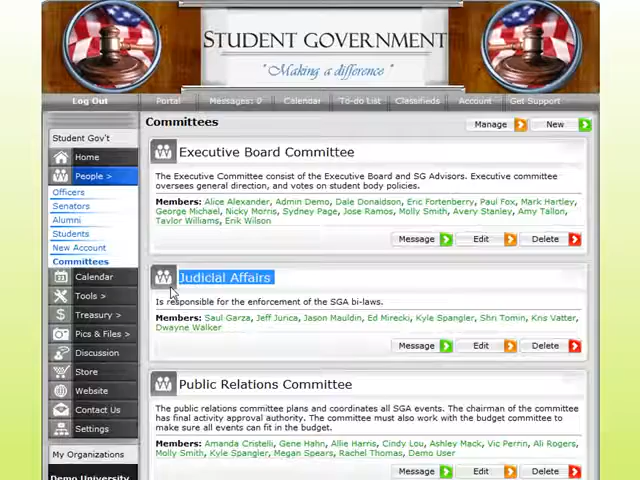 STUDENT GOVERNMENT
"Making a difference"
Log Out Portal Messages: 0 Calendar To-do List Classifieds Account Get Support
Student Gov't
Home
People >
Officers
Senators
Alumni
Students
New Account
Committees
Calendar
Tools >
Treasury >
Pics & Files >
Discussion
Store
Website
Contact Us
Settings
My Organizations
Demo University
Committees
Manage New
Executive Board Committee
The Executive Committee consist of the Executive Board and SG Advisors. Executive committee
oversees general direction, and votes on student body policies.
Members: Alice Alexander, Admin Demo, Dale Donaldson, Eric Fortenberry, Paul Fox, Mark Hartley,
George Michael, Nicky Morris, Sydney Page, Jose Ramos, Molly Smith, Avery Stanley, Amy Tallon,
Taylor Williams, Erik Wilson
Message Edit Delete
Judicial Affairs
Is responsible for the enforcement of the SGA bi-laws.
Members: Saul Garza, Jeff Jurica, Jason Mauldin, Ed Mirecki, Kyle Spangler, Shri Tomin, Kris Vatter,
Dwayne Walker
Message Edit Delete
Public Relations Committee
The public relations committee plans and coordinates all SGA events. The chairman of the committee
has final activity approval authority. The committee must also work with the budget committee to
make sure all events can fit in the budget.
Members: Amanda Cristelli, Gene Hahn, Allie Harris, Cindy Lou, Ashley Mack, Vic Perrin, Ali Rogers,
Molly Smith, Kyle Spangler, Megan Spears, Rachel Thomas, Demo User
Message Edit Delete